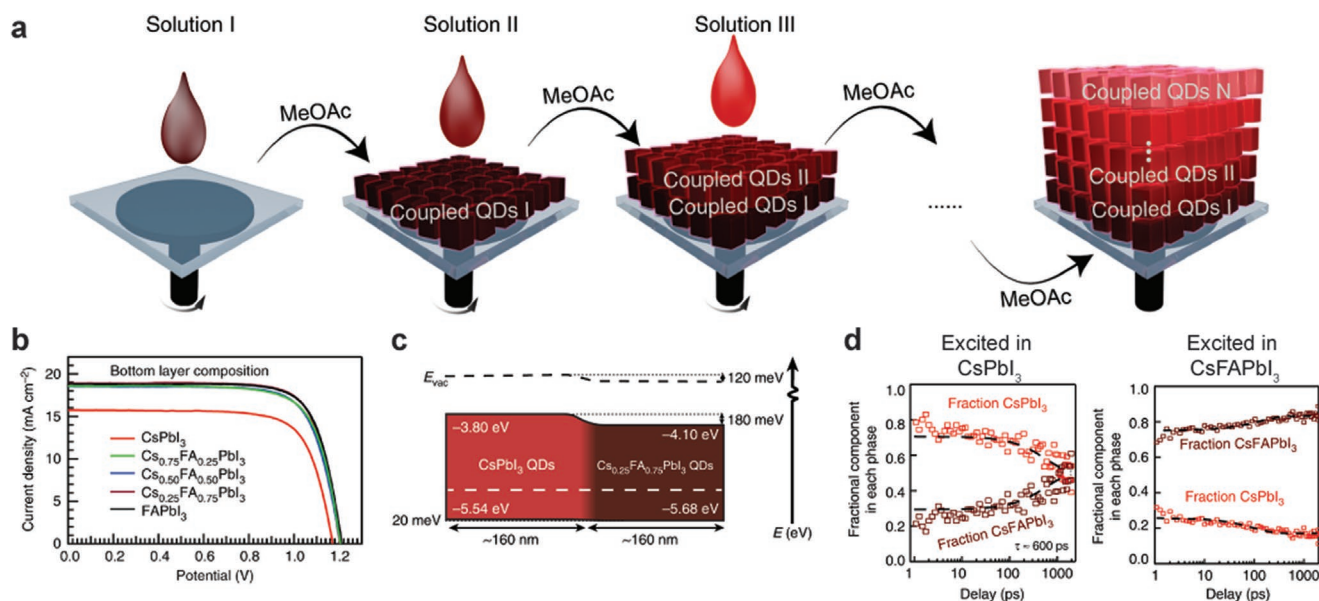 a
Solution I
Solution II
Solution III
MeOAc
MeOAc
MeOAc
MeOAc
......
Coupled QDs I
Coupled QDs II
Coupled QDs I
Coupled QDs N
Coupled QDs II
Coupled QDs I
b
Current density (mA cm⁻²)
20
15
10
5
0
Bottom layer composition
CsPbI₃
Cs₀.₇₅FA₀.₂₅PbI₃
Cs₀.₅₀FA₀.₅₀PbI₃
Cs₀.₂₅FA₀.₇₅PbI₃
FAPbI₃
0.0 0.2 0.4 0.6 0.8 1.0 1.2
Potential (V)
c
E_vac
120 meV
180 meV
−3.80 eV
−4.10 eV
CsPbI₃ QDs
Cs₀.₂₅FA₀.₇₅PbI₃ QDs
−5.54 eV
−5.68 eV
20 meV
~160 nm
~160 nm
E (eV)
d
Excited in
CsPbI₃
Fractional component
in each phase
1.0
0.8
0.6
0.4
0.2
0.0
Fraction CsPbI₃
Fraction CsFAPbI₃
τ ≈ 600 ps
1 10 100 1000
Delay (ps)
Excited in
CsFAPbI₃
Fractional component
in each phase
1.0
0.8
0.6
0.4
0.2
0.0
Fraction CsFAPbI₃
Fraction CsPbI₃
1 10 100 1000
Delay (ps)